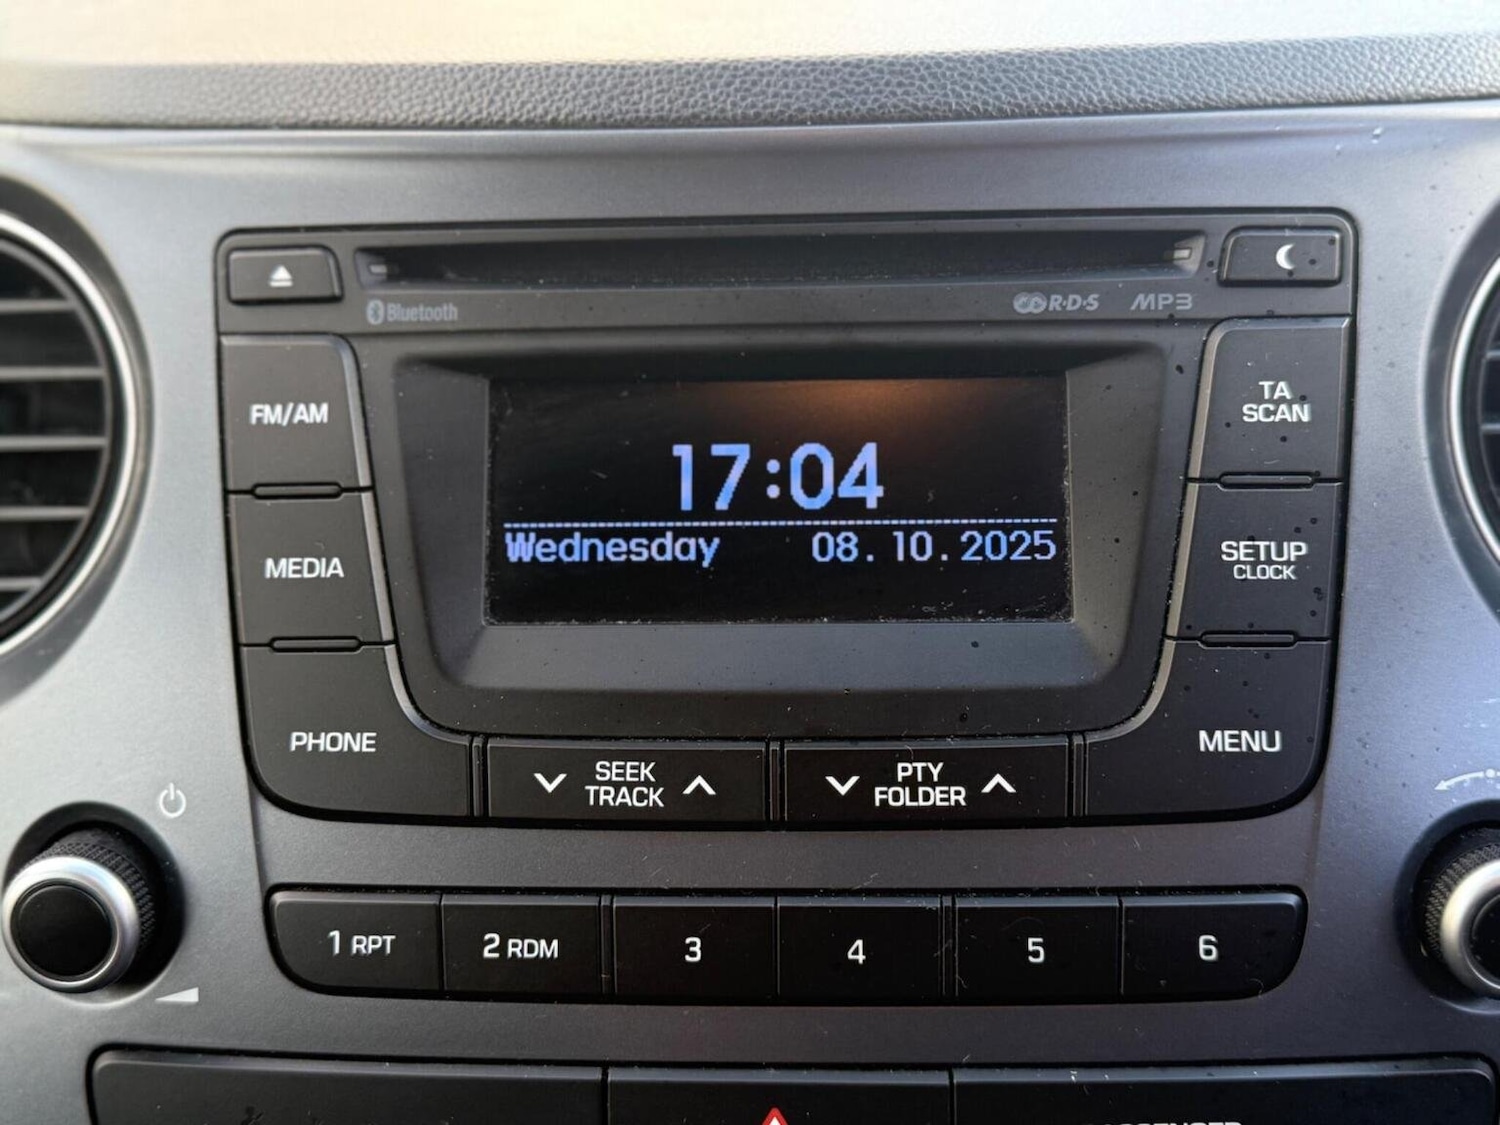 Bluetooth
R·D·S
MP3
FM/AM
TA
SCAN
17:04
Wednesday 08.10.2025
MEDIA
SETUP
CLOCK
PHONE
SEEK
TRACK
PTY
FOLDER
MENU
1 RPT
2 RDM
3
4
5
6